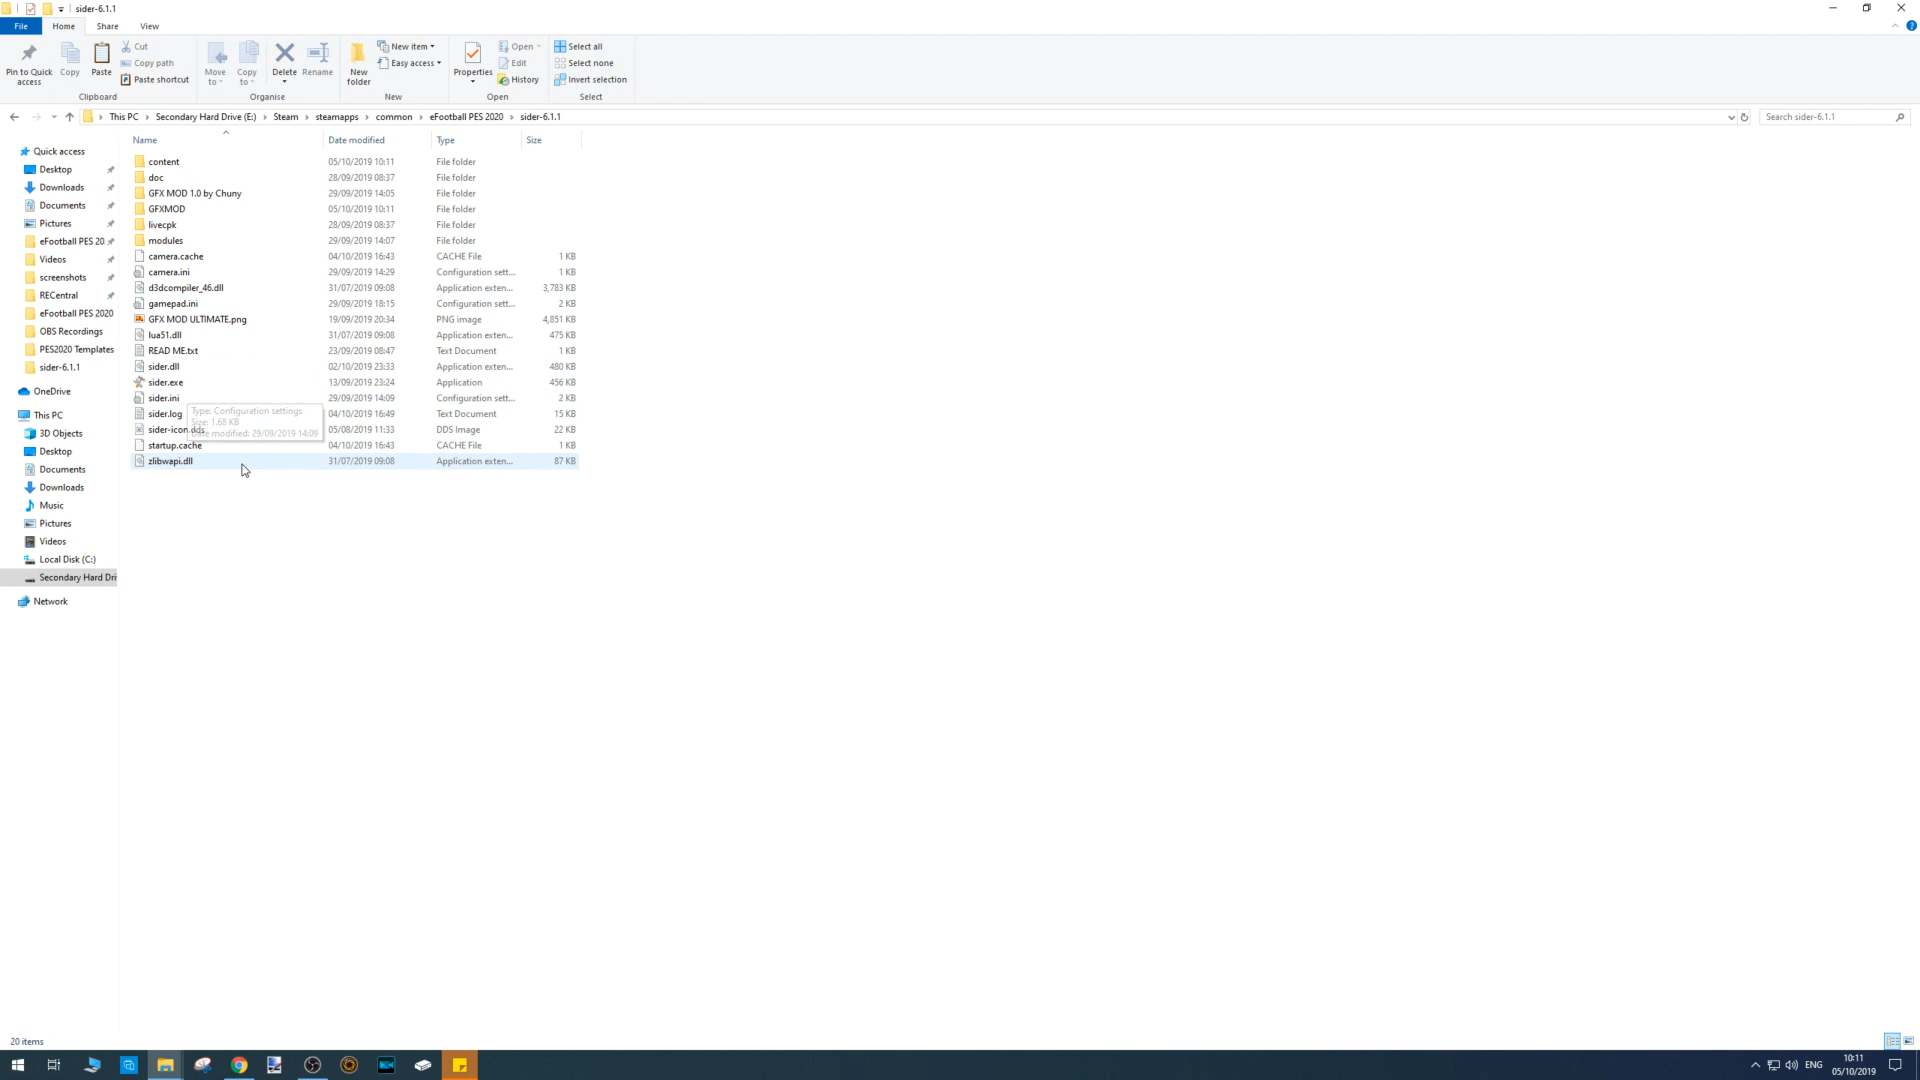 sider-6.1.1
File Home Share View
Pin to Quick access
Copy
Paste
Cut
Copy path
Paste shortcut
Clipboard
Move to
Copy to
Delete
Rename
Organise
New folder
New item
Easy access
New
Properties
Open
Edit
History
Open
Select all
Select none
Invert selection
Select
This PC > Secondary Hard Drive (E:) > Steam > steamapps > common > eFootball PES 2020 > sider-6.1.1
Search sider-6.1.1
Name Date modified Type Size
content 05/10/2019 10:11 File folder
doc 28/09/2019 08:37 File folder
GFX MOD 1.0 by Chuny 29/09/2019 14:05 File folder
GFXMOD 05/10/2019 10:11 File folder
livecpk 28/09/2019 08:37 File folder
modules 29/09/2019 14:07 File folder
camera.cache 04/10/2019 16:43 CACHE File 1 KB
camera.ini 29/09/2019 14:29 Configuration sett... 1 KB
d3dcompiler_46.dll 31/07/2019 09:08 Application exten... 3,783 KB
gamepad.ini 29/09/2019 18:15 Configuration sett... 2 KB
GFX MOD ULTIMATE.png 19/09/2019 20:34 PNG image 4,851 KB
lua51.dll 31/07/2019 09:08 Application exten... 475 KB
READ ME.txt 23/09/2019 08:47 Text Document 1 KB
sider.dll 02/10/2019 23:33 Application exten... 480 KB
sider.exe 13/09/2019 23:24 Application 456 KB
sider.ini 29/09/2019 14:09 Configuration sett... 2 KB
sider.log 04/10/2019 16:49 Text Document 15 KB
sider-icon.dds 05/08/2019 11:33 DDS Image 22 KB
startup.cache 04/10/2019 16:43 CACHE File 1 KB
zlibwapi.dll 31/07/2019 09:08 Application exten... 87 KB
Type: Configuration settings
Size: 1.68 KB
Date modified: 29/09/2019 14:09
Quick access
Desktop
Downloads
Documents
Pictures
eFootball PES 20
Videos
screenshots
RECentral
eFootball PES 2020
OBS Recordings
PES2020 Templates
sider-6.1.1
OneDrive
This PC
3D Objects
Desktop
Documents
Downloads
Music
Pictures
Videos
Local Disk (C:)
Secondary Hard Dri
Network
20 items
ENG
10:11
05/10/2019